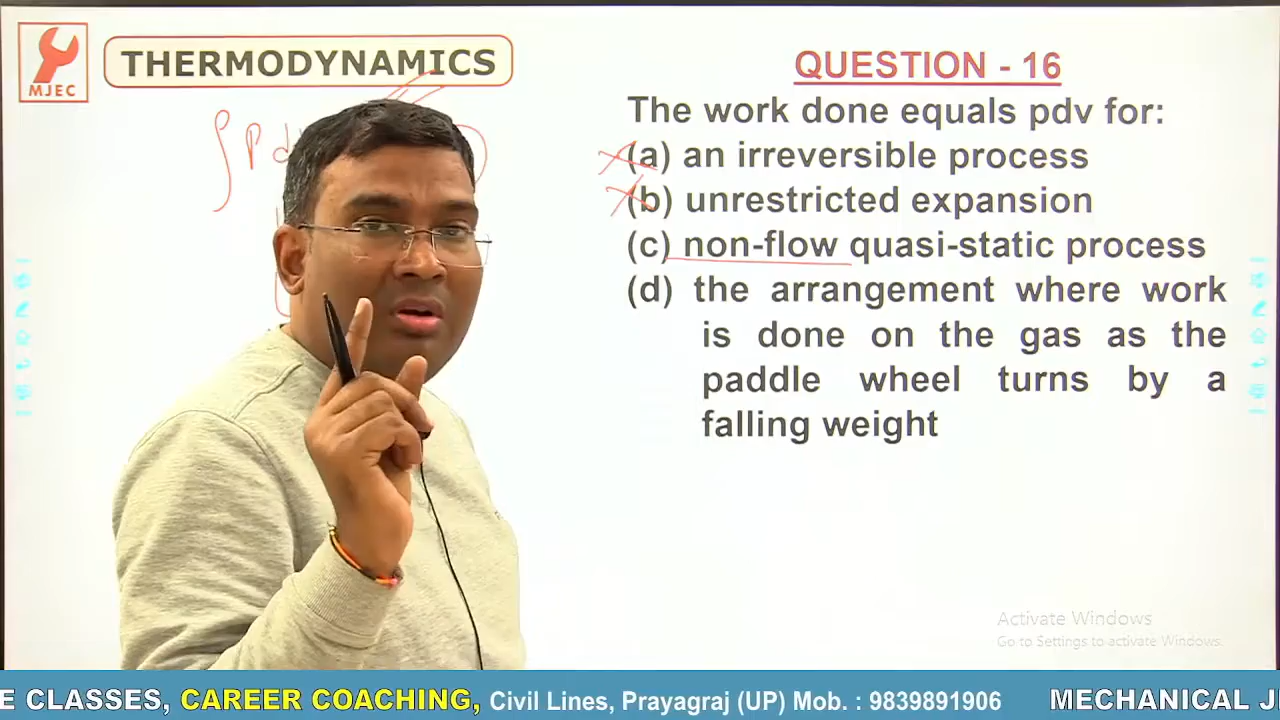 MJEC
THERMODYNAMICS
∫ P d
QUESTION - 16
The work done equals pdv for:
(a) an irreversible process
(b) unrestricted expansion
(c) non-flow quasi-static process
(d) the arrangement where work
is done on the gas as the
paddle wheel turns by a
falling weight
Activate Windows
Go to Settings to activate Windows.
E CLASSES, CAREER COACHING, Civil Lines, Prayagraj (UP) Mob. : 9839891906 MECHANICAL J